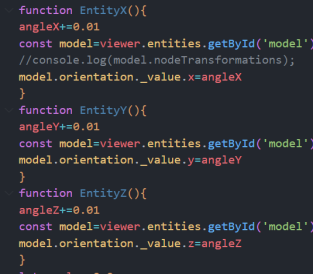 function EntityX(){
angleX+=0.01
const model=viewer.entities.getById('model')
//console.log(model.nodeTransformations);
model.orientation._value.x=angleX
}
function EntityY(){
angleY+=0.01
const model=viewer.entities.getById('model')
model.orientation._value.y=angleY
}
function EntityZ(){
angleZ+=0.01
const model=viewer.entities.getById('model')
model.orientation._value.z=angleZ
}